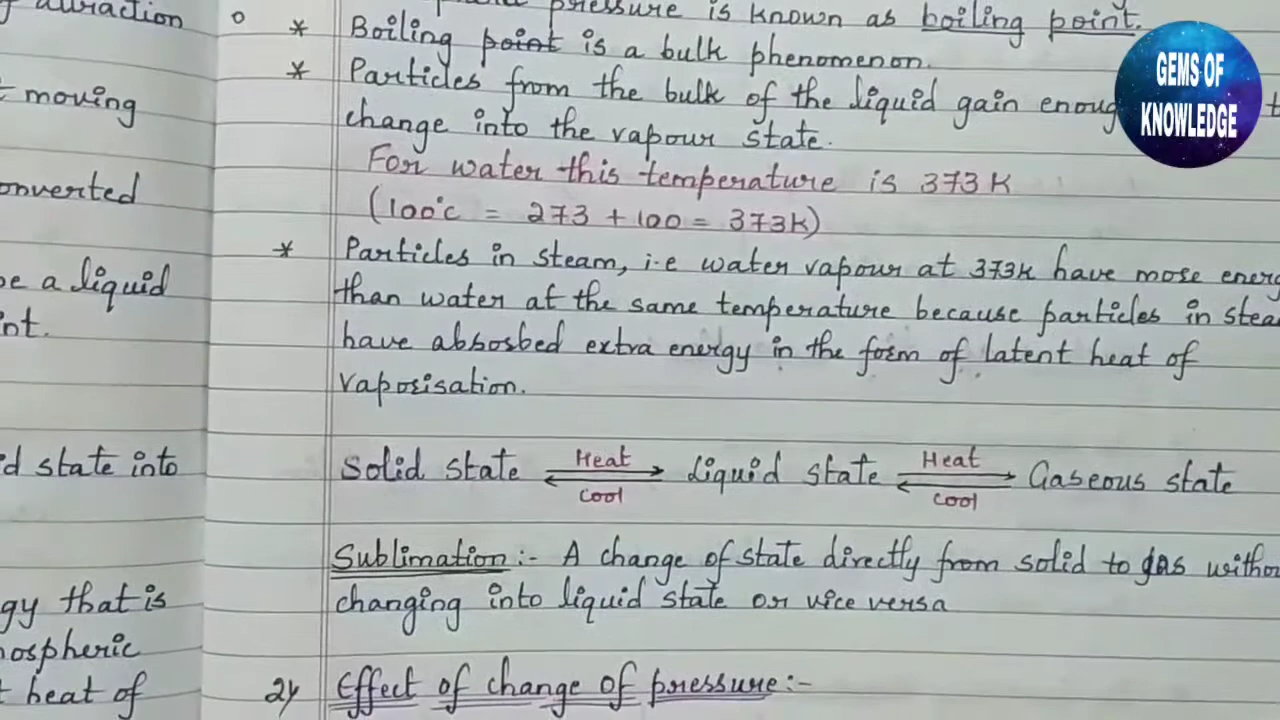 attraction
t moving
onverted
be a liquid
int.
d state into
gy that is
nospheric
t heat of
pressure is known as boiling point.
* Boiling point is a bulk phenomenon.
* Particles from the bulk of the liquid gain enoug
change into the vapour state.
For water this temperature is 373 K
(100°c = 273 + 100 = 373K)
* Particles in steam, i.e water vapour at 373K have more energ
than water at the same temperature because particles in stea
have absorbed extra energy in the form of latent heat of
vaporisation.
Solid state Heat Cool Liquid state Heat Cool Gaseous state
Sublimation :- A change of state directly from solid to gas witho
changing into liquid state or vice versa
2) Effect of change of pressure :-
GEMS OF
KNOWLEDGE